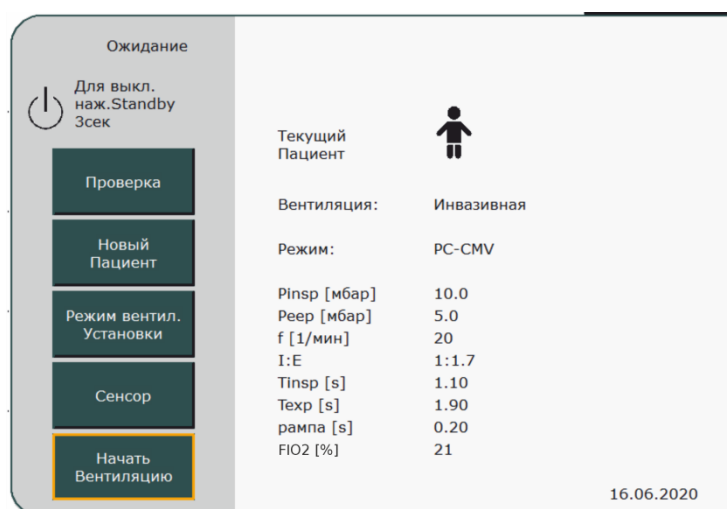 Ожидание
Для выкл.
наж.Standby
3сек
Проверка
Новый
Пациент
Режим вентил.
Установки
Сенсор
Начать
Вентиляцию
Текущий
Пациент
Вентиляция: Инвазивная
Режим: PC-CMV
Pinsp [мбар] 10.0
Peep [мбар] 5.0
f [1/мин] 20
I:E 1:1.7
Tinsp [s] 1.10
Texp [s] 1.90
рампа [s] 0.20
FIO2 [%] 21
16.06.2020